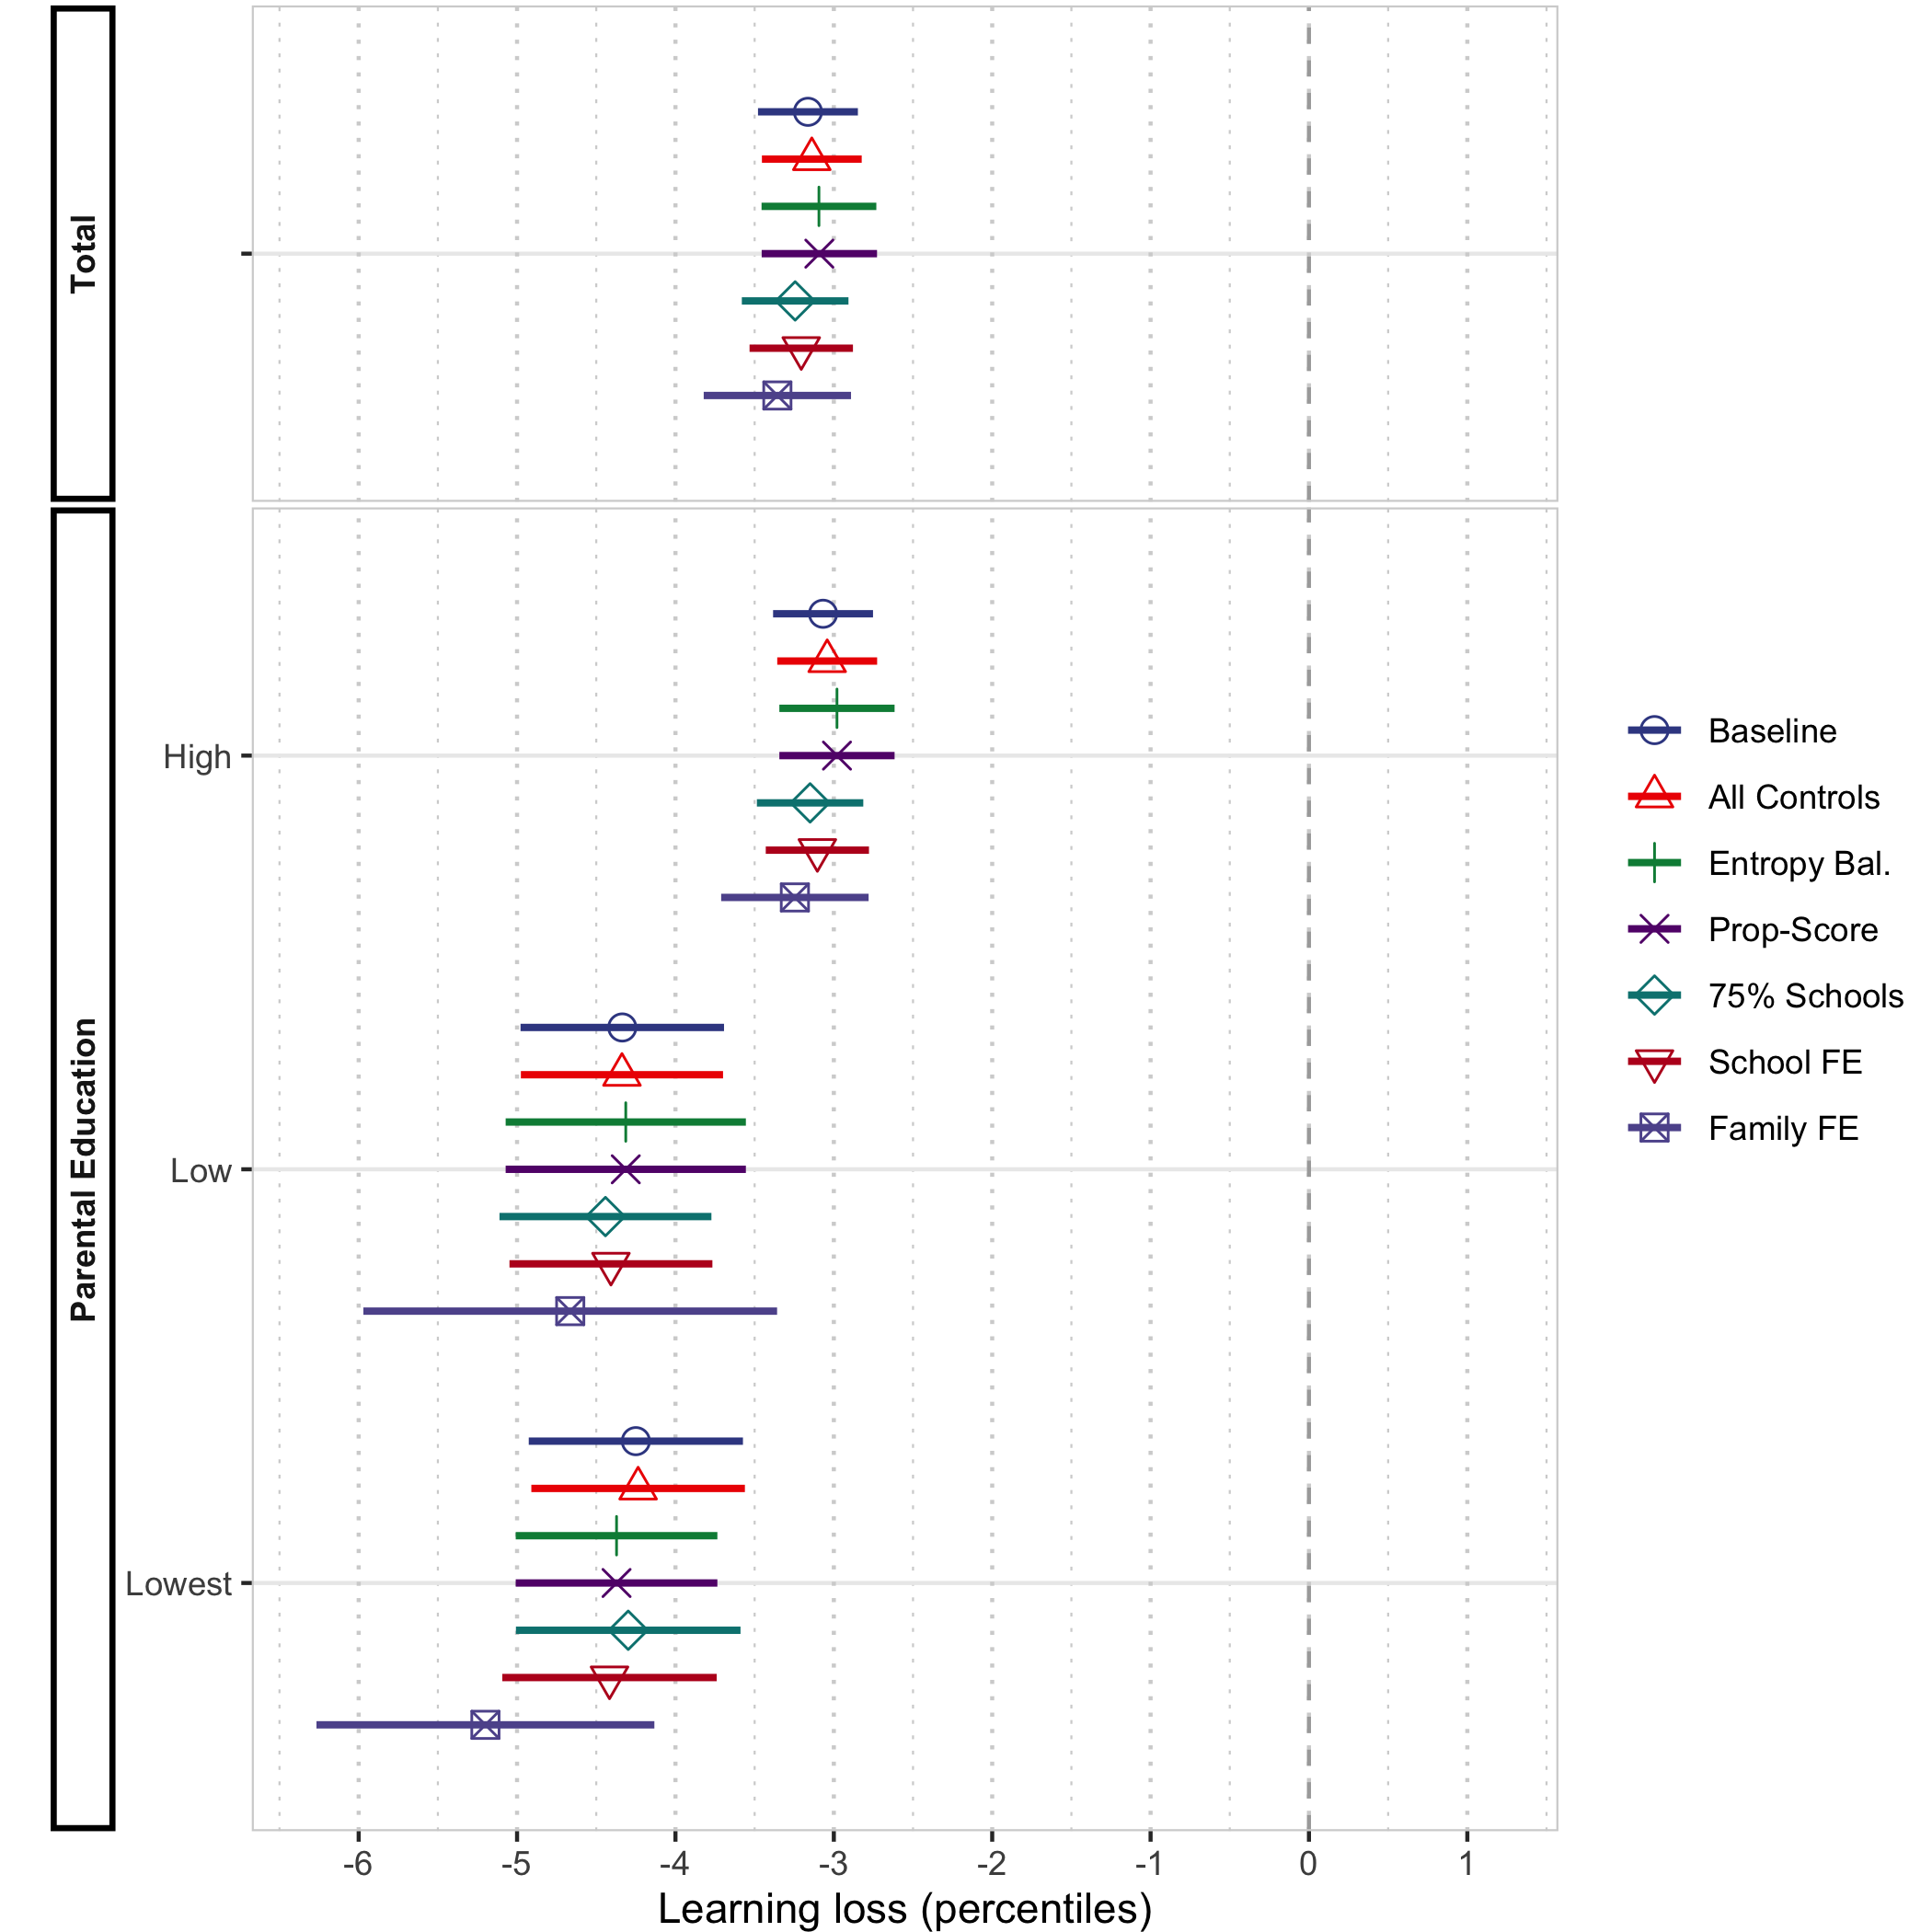 Total
Parental Education
High
Low
Lowest
Baseline
All Controls
Entropy Bal.
Prop-Score
75% Schools
School FE
Family FE
-6 -5 -4 -3 -2 -1 0 1
Learning loss (percentiles)